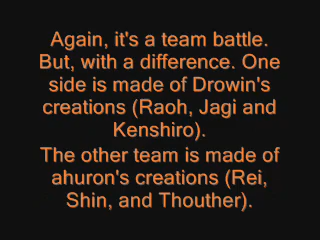 Again, it's a team battle.
But, with a difference. One
side is made of Drowin's
creations (Raoh, Jagi and
Kenshiro).
The other team is made of
ahuron's creations (Rei,
Shin, and Thouther).